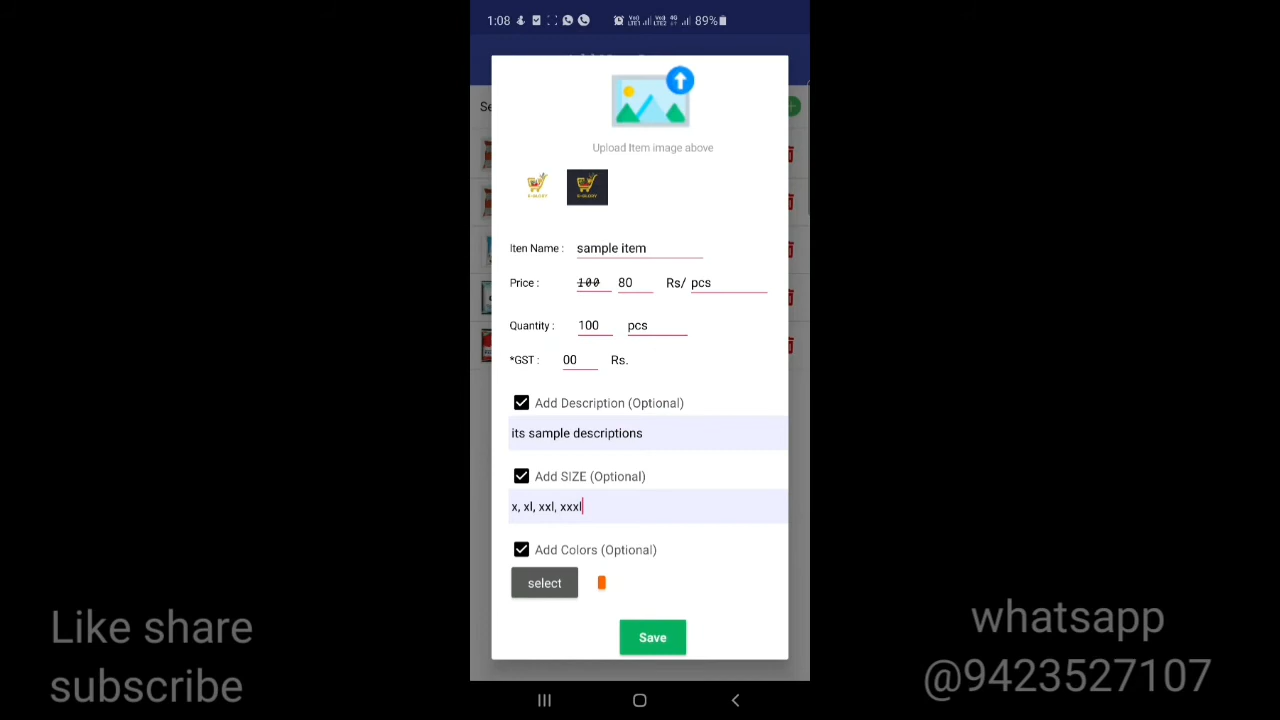 1:08 89%
Se
Upload Item image above
Iten Name : sample item
Price : 100 80 Rs/ pcs
Quantity : 100 pcs
*GST : 00 Rs.
Add Description (Optional)
its sample descriptions
Add SIZE (Optional)
x, xl, xxl, xxxl
Add Colors (Optional)
select
Save
Like share
subscribe
whatsapp
@9423527107